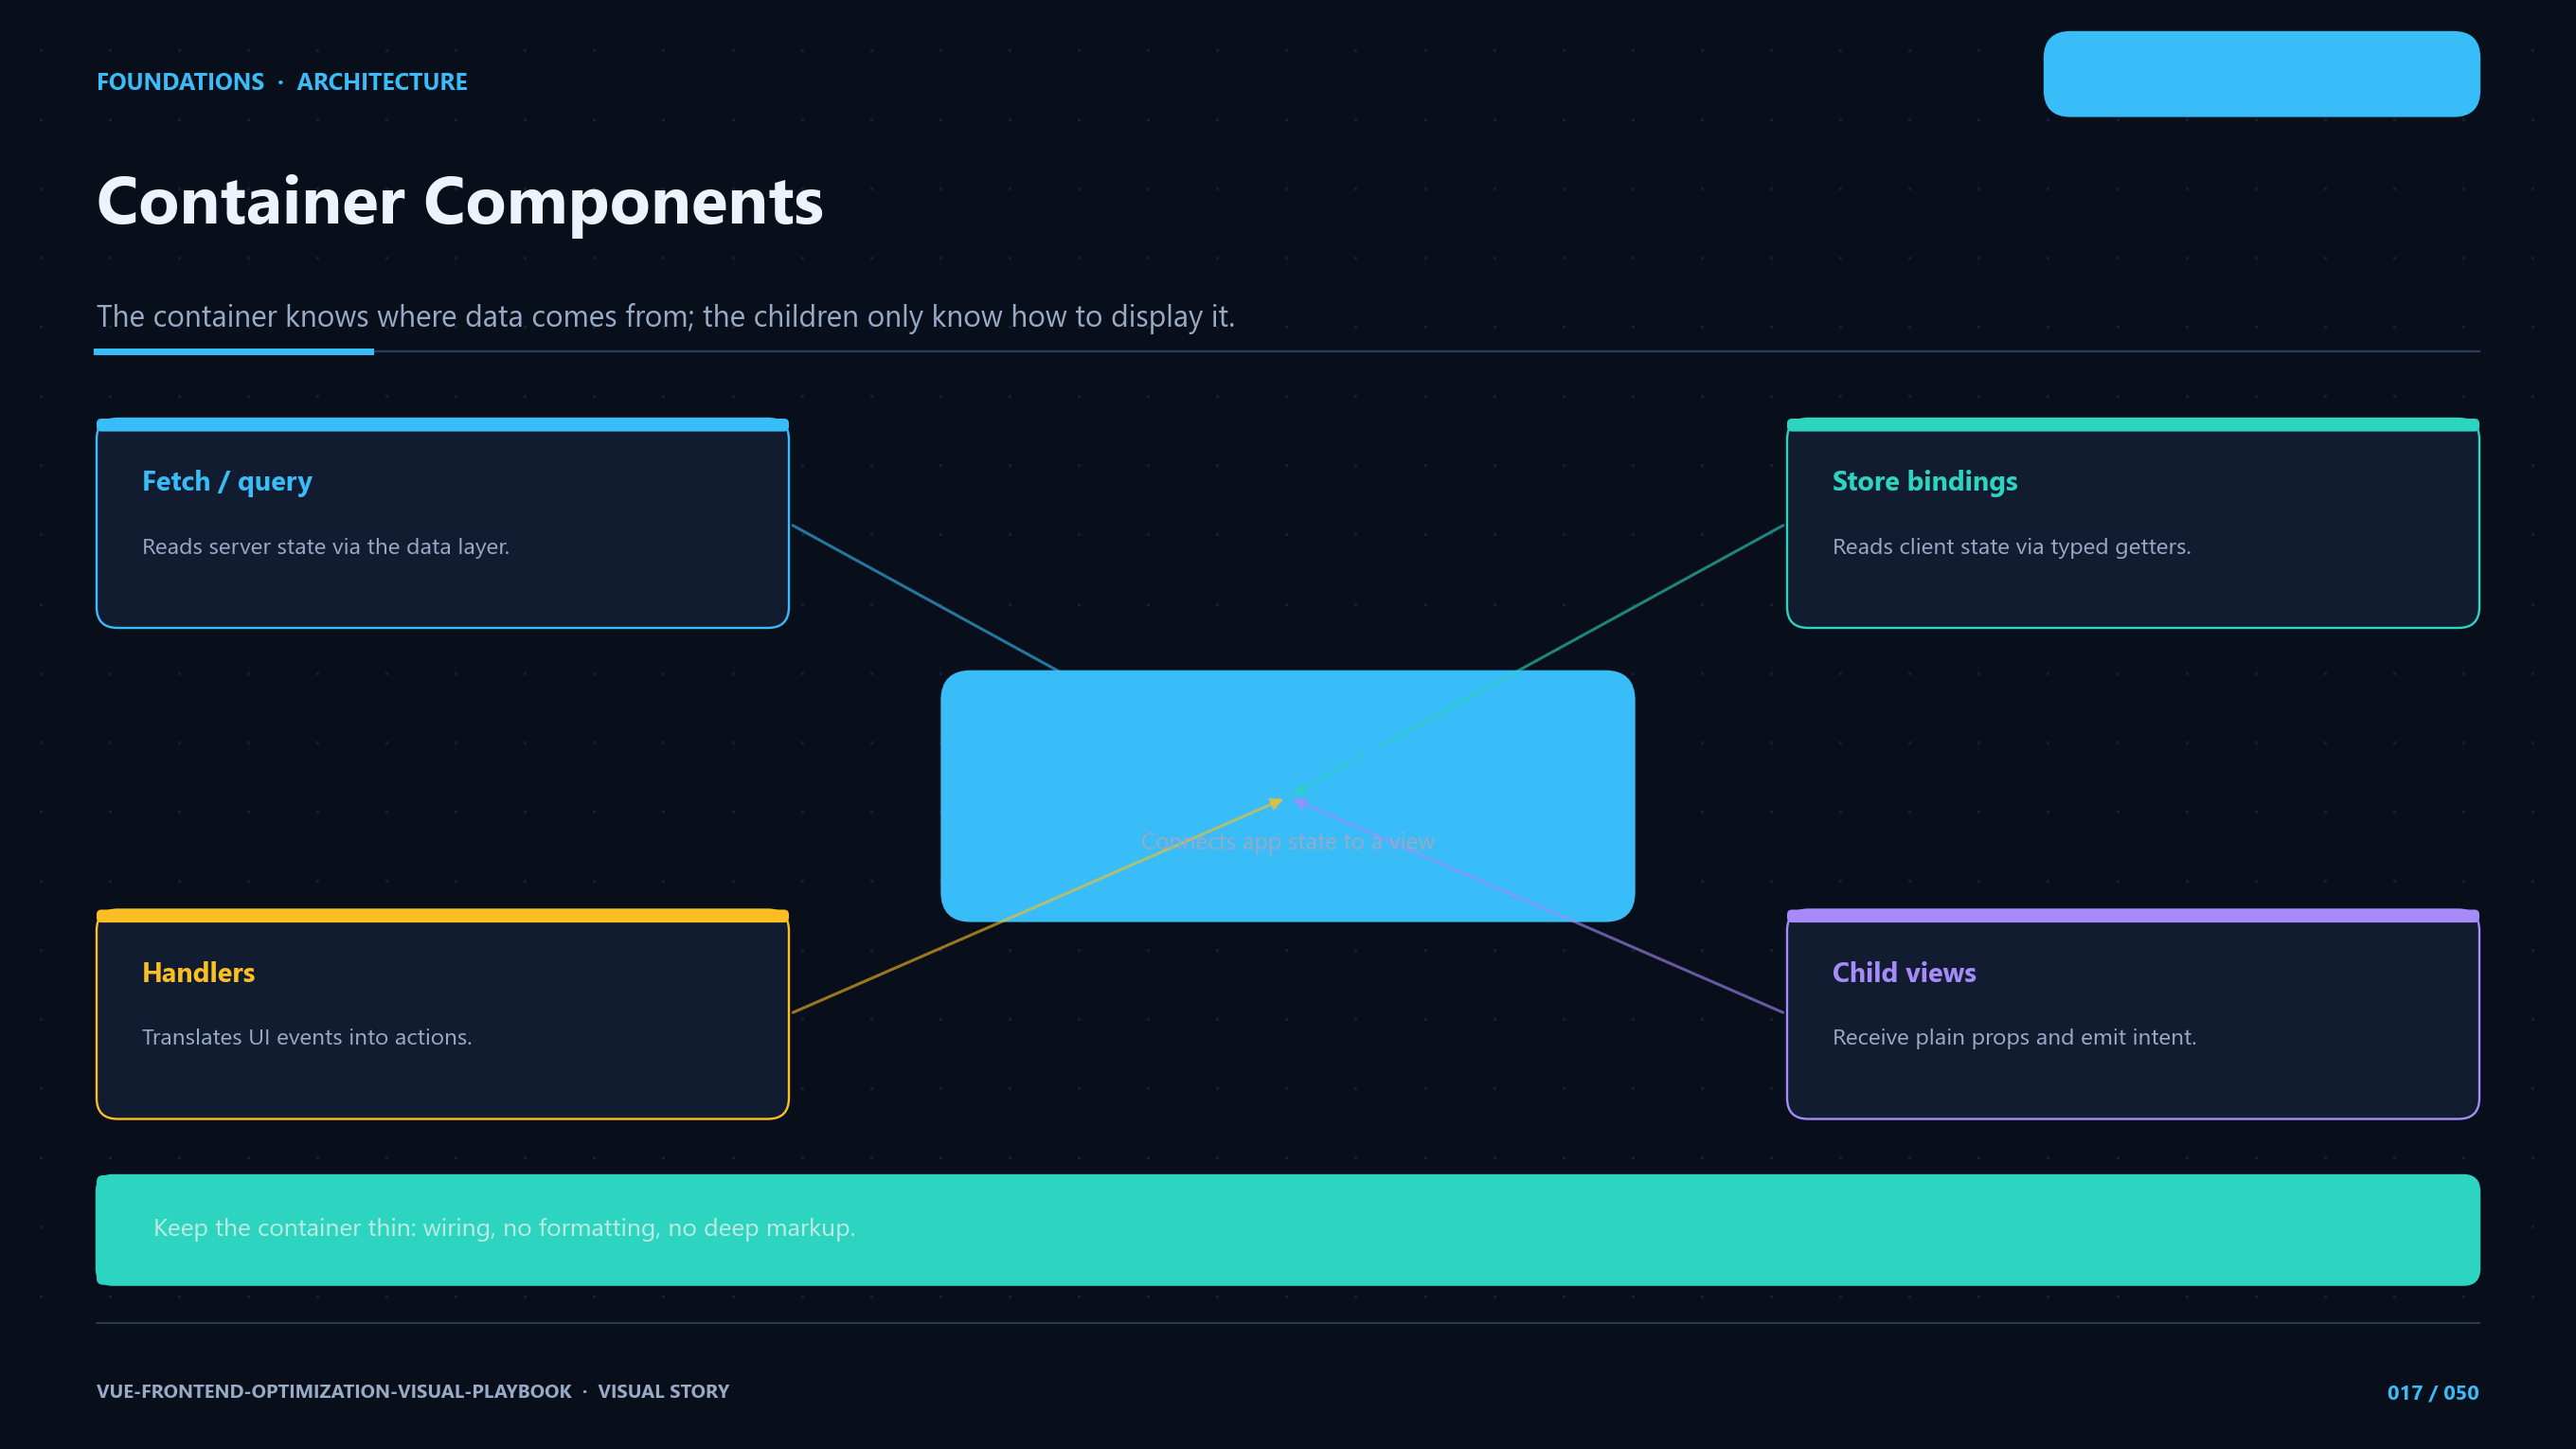 FOUNDATIONS · ARCHITECTURE
Container Components
The container knows where data comes from; the children only know how to display it.
Fetch / query
Reads server state via the data layer.
Store bindings
Reads client state via typed getters.
Connects app state to a view
Handlers
Translates UI events into actions.
Child views
Receive plain props and emit intent.
Keep the container thin: wiring, no formatting, no deep markup.
VUE-FRONTEND-OPTIMIZATION-VISUAL-PLAYBOOK · VISUAL STORY
017 / 050